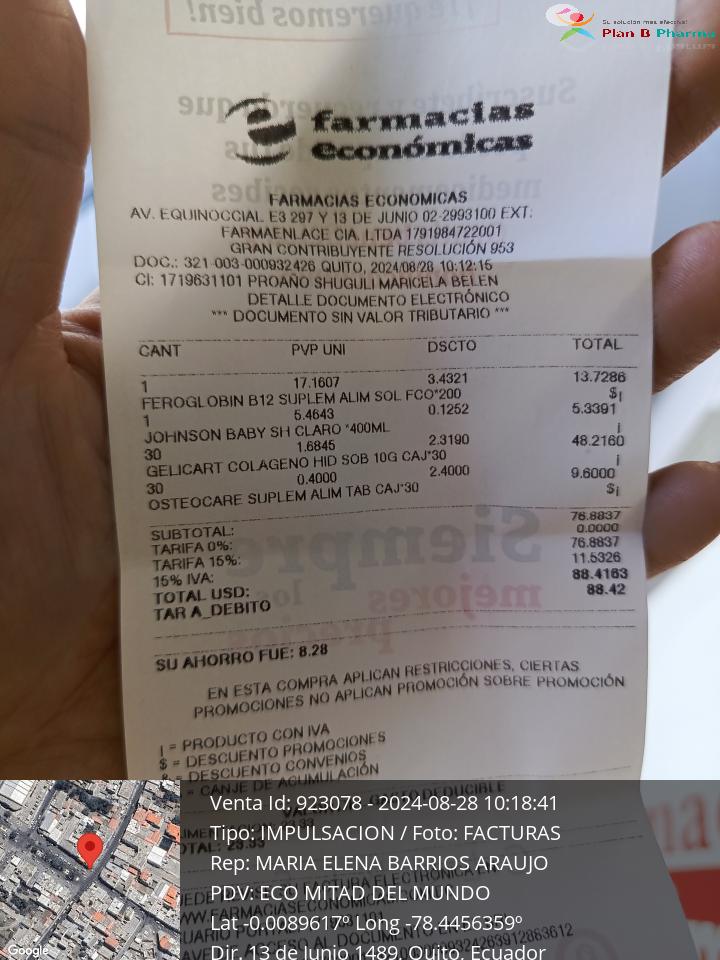 ¡Te queremos bien!
Su solución más efectiva!
Plan B Pharma
farmacias
económicas
FARMACIAS ECONOMICAS
AV. EQUINOCCIAL E3 297 Y 13 DE JUNIO 02-2993100 EXT:
FARMAENLACE CIA. LTDA 1791984722001
GRAN CONTRIBUYENTE RESOLUCIÓN 953
DOC.: 321-003-000932426 QUITO, 2024/08/28 10:12:15
CI: 1719631101 PROAÑO SHUGULI MARICELA BELEN
DETALLE DOCUMENTO ELECTRÓNICO
*** DOCUMENTO SIN VALOR TRIBUTARIO ***
CANT PVP UNI DSCTO TOTAL
1 17.1607 3.4321 13.7286
FEROGLOBIN B12 SUPLEM ALIM SOL FCO*200 $¡
1 5.4643 0.1252 5.3391
JOHNSON BABY SH CLARO *400ML ¡
30 1.6845 2.3190 48.2160
GELICART COLAGENO HID SOB 10G CAJ*30 ¡
30 0.4000 2.4000 9.6000
OSTEOCARE SUPLEM ALIM TAB CAJ*30 $¡
SUBTOTAL: 76.8837
TARIFA 0%: 0.0000
TARIFA 15%: 76.8837
15% IVA: 11.5326
TOTAL USD: 88.4163
TAR A_DEBITO 88.42
SU AHORRO FUE: 8.28
EN ESTA COMPRA APLICAN RESTRICCIONES, CIERTAS
PROMOCIONES NO APLICAN PROMOCIÓN SOBRE PROMOCIÓN
¡ = PRODUCTO CON IVA
$ = DESCUENTO PROMOCIONES
& = DESCUENTO CONVENIOS
= CANJE DE ACUMULACIÓN
Venta Id: 923078 - 2024-08-28 10:18:41
Tipo: IMPULSACION / Foto: FACTURAS
Rep: MARIA ELENA BARRIOS ARAUJO
PDV: ECO MITAD DEL MUNDO
Lat -0.0089617º Long -78.4456359º
Dir. 13 de Junio 1489, Quito, Ecuador
Google